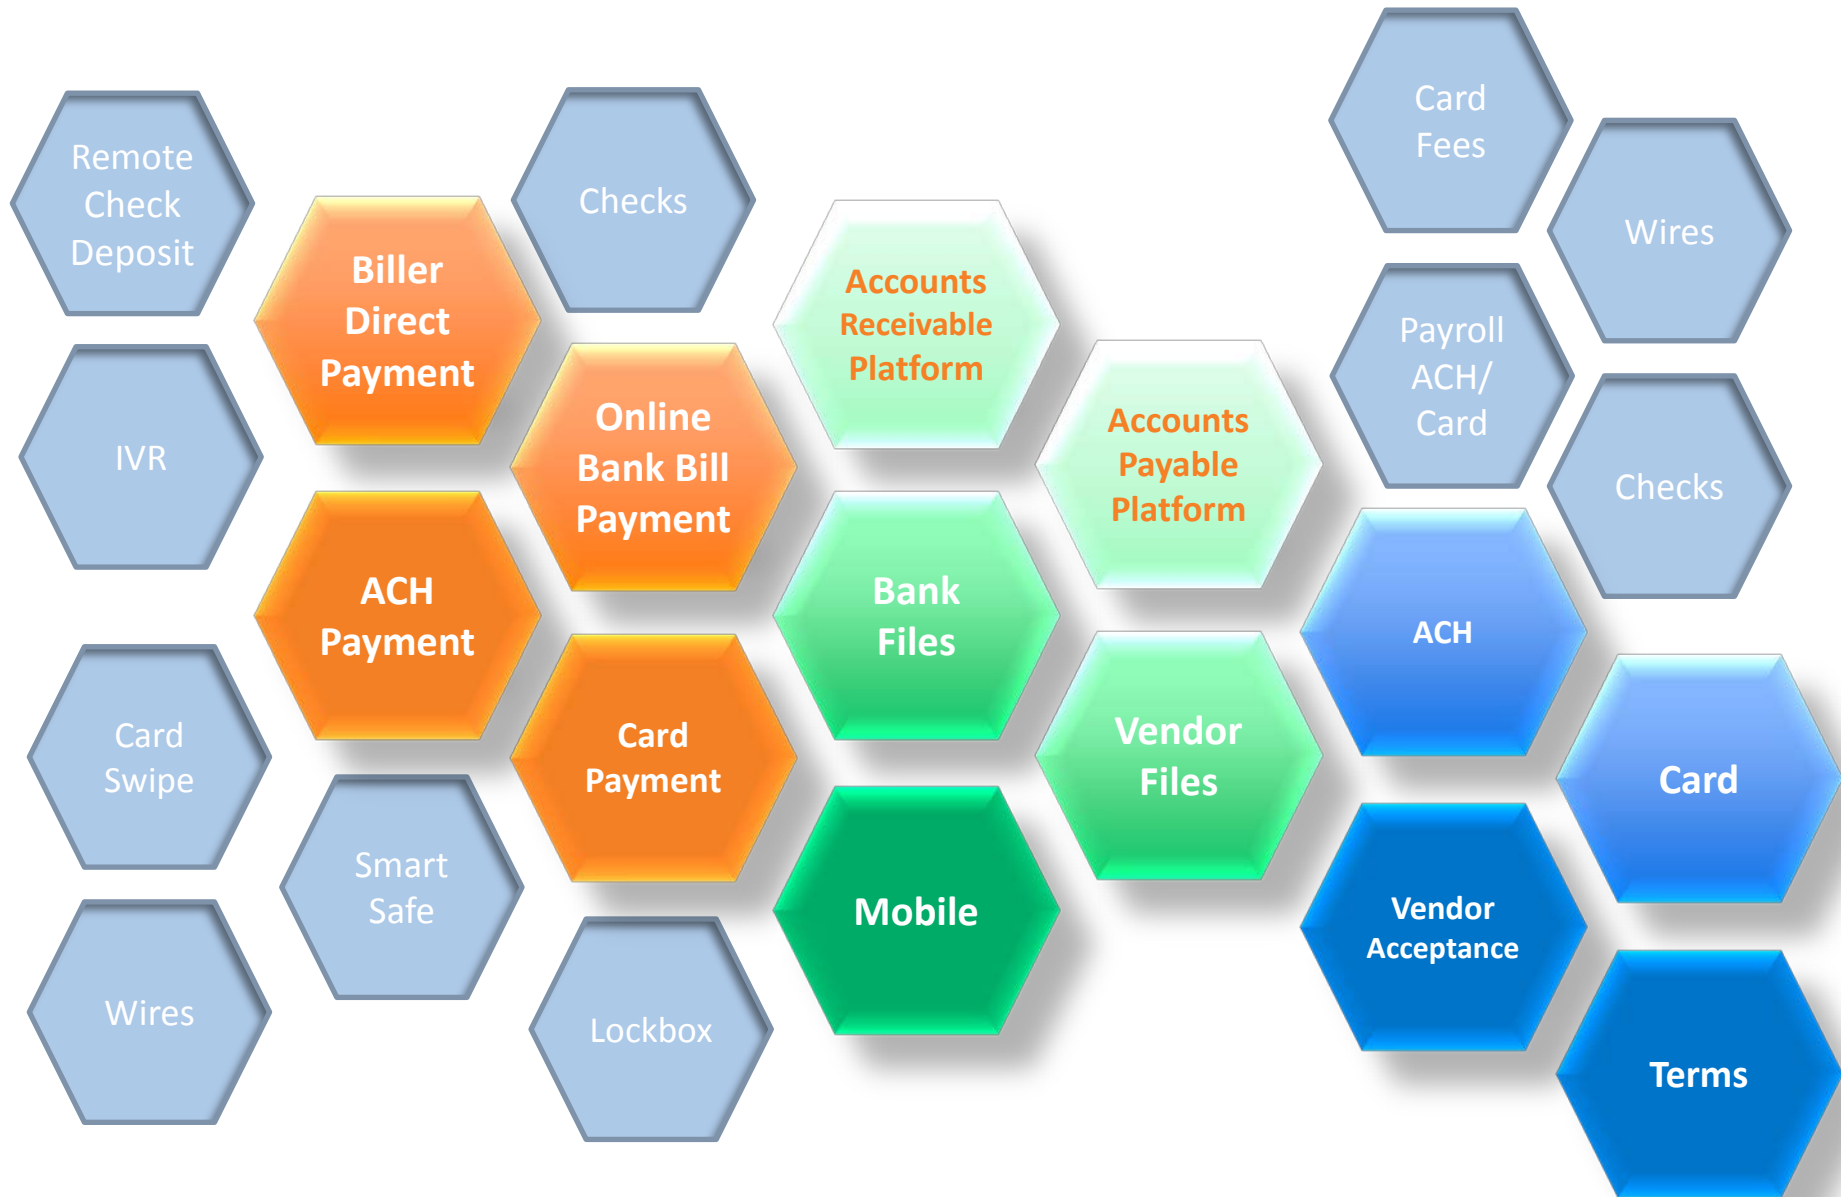 Remote
Check
Deposit
Biller
Direct
Payment
Checks
Accounts
Receivable
Platform
Card
Fees
Wires
IVR
Online
Bank Bill
Payment
Accounts
Payable
Platform
Payroll
ACH/
Card
Checks
ACH
Payment
Bank
Files
ACH
Card
Swipe
Card
Payment
Vendor
Files
Card
Smart
Safe
Mobile
Vendor
Acceptance
Wires
Lockbox
Terms